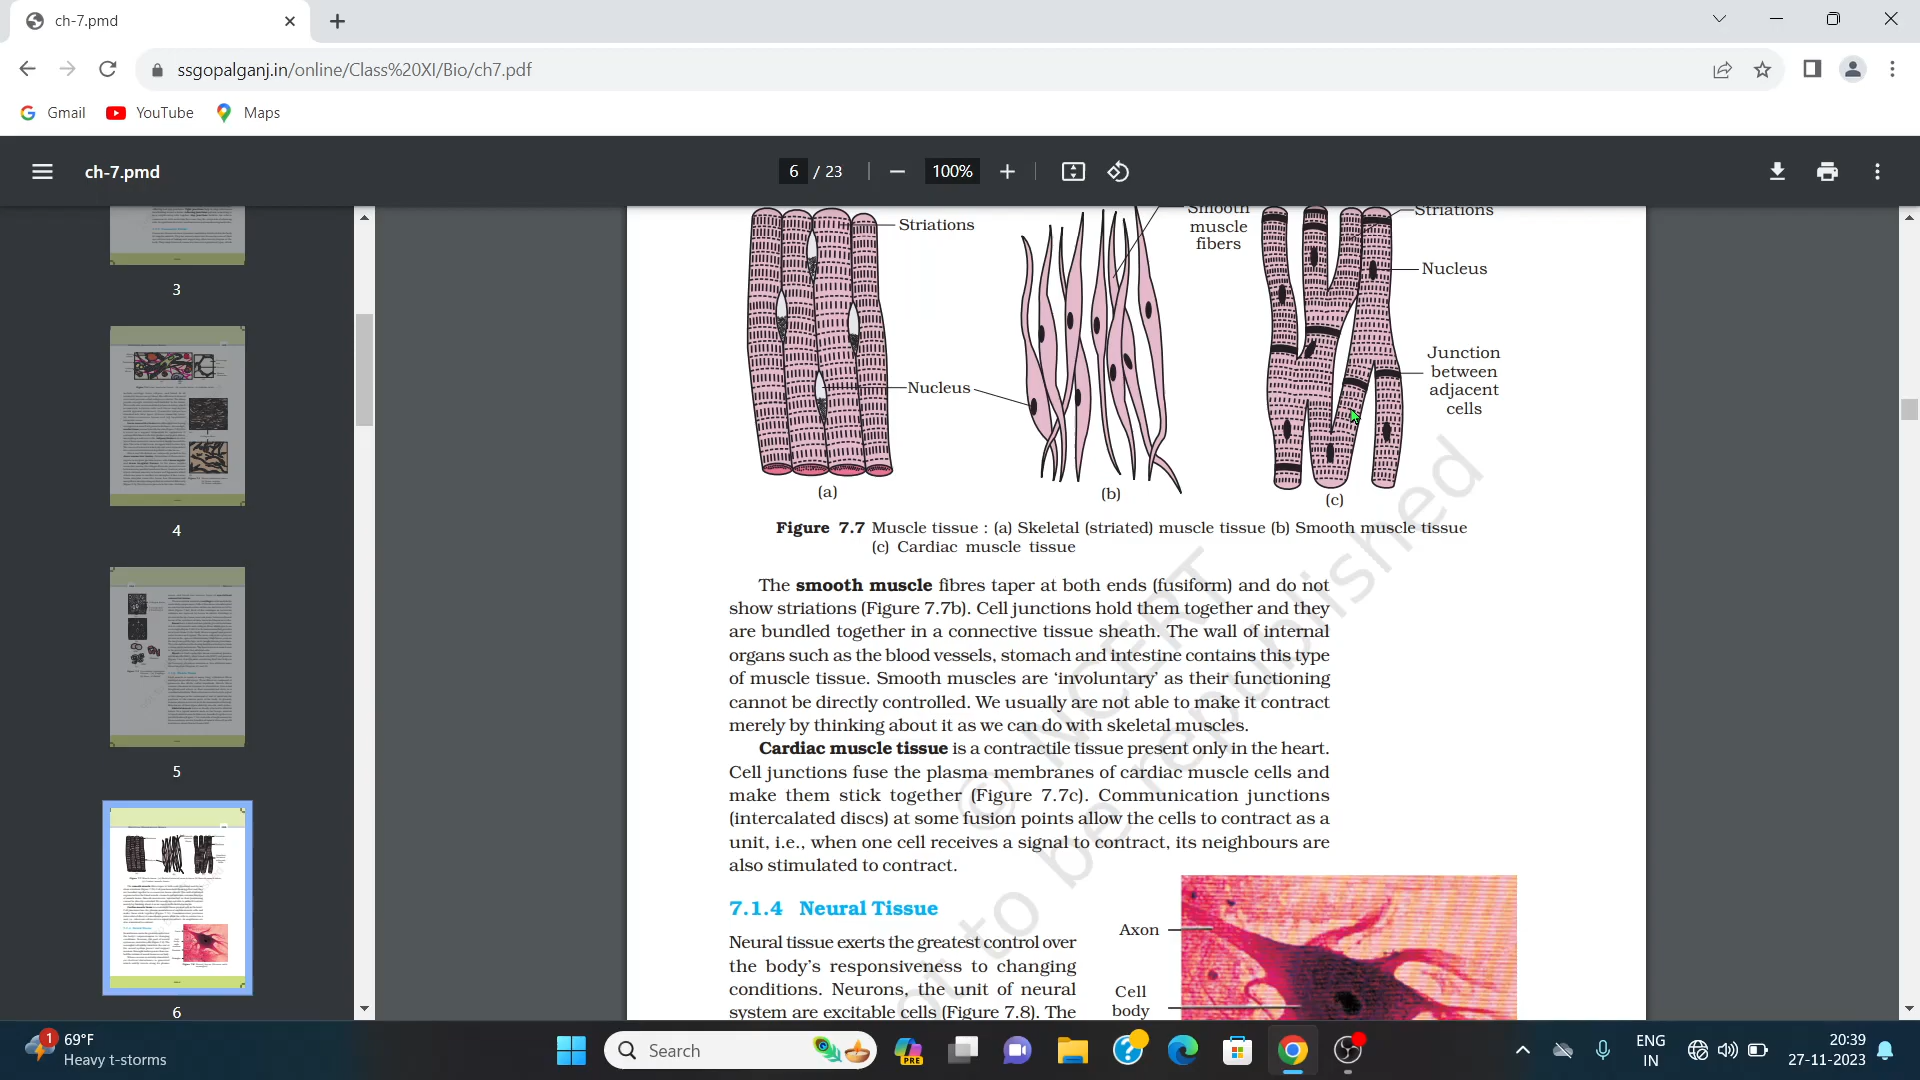 ch-7.pmd
ssgopalganj.in/online/Class%20XI/Bio/ch7.pdf
Gmail YouTube Maps
ch-7.pmd 6 / 23 100%
3
4
5
6
Striations
Nucleus
(a)
Smooth
muscle
fibers
(b)
Striations
Nucleus
Junction
between
adjacent
cells
(c)
Figure 7.7 Muscle tissue : (a) Skeletal (striated) muscle tissue (b) Smooth muscle tissue
(c) Cardiac muscle tissue
The smooth muscle fibres taper at both ends (fusiform) and do not
show striations (Figure 7.7b). Cell junctions hold them together and they
are bundled together in a connective tissue sheath. The wall of internal
organs such as the blood vessels, stomach and intestine contains this type
of muscle tissue. Smooth muscles are ‘involuntary’ as their functioning
cannot be directly controlled. We usually are not able to make it contract
merely by thinking about it as we can do with skeletal muscles.
Cardiac muscle tissue is a contractile tissue present only in the heart.
Cell junctions fuse the plasma membranes of cardiac muscle cells and
make them stick together (Figure 7.7c). Communication junctions
(intercalated discs) at some fusion points allow the cells to contract as a
unit, i.e., when one cell receives a signal to contract, its neighbours are
also stimulated to contract.
7.1.4 Neural Tissue
Neural tissue exerts the greatest control over
the body’s responsiveness to changing
conditions. Neurons, the unit of neural
system are excitable cells (Figure 7.8). The
Axon
Cell
body
© NCERT
not to be republished
1
69°F
Heavy t-storms
Search
PRE
ENG
IN
20:39
27-11-2023